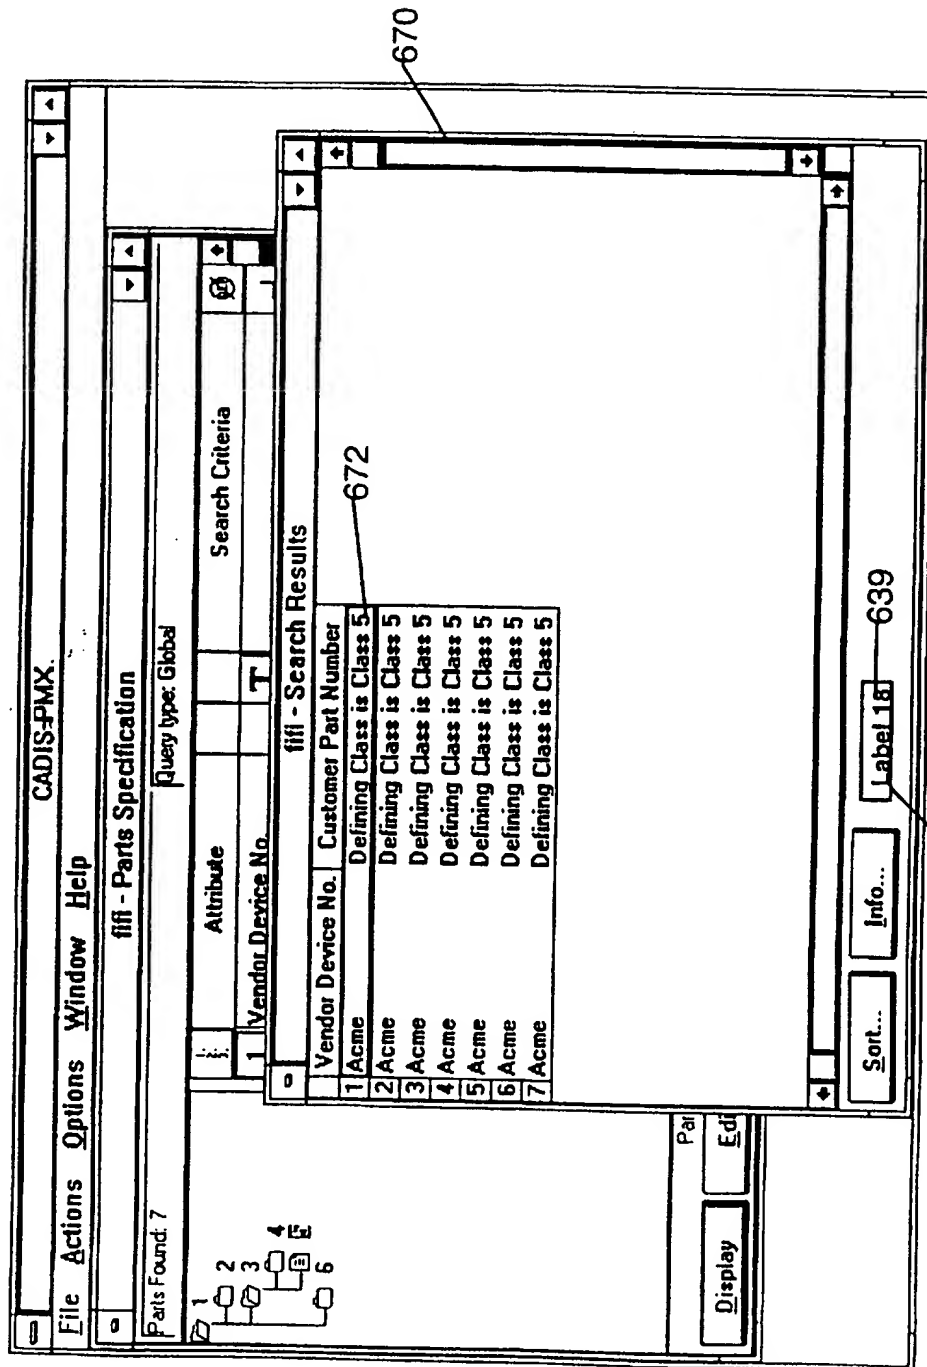 CADIS-PMX.
File Actions Options Window Help
fifi - Parts Specification
Parts Found: 7
Query type: Global
Attribute
Search Criteria
1 Vendor Device No
T
1
2
3
4
6
fifi - Search Results
Vendor Device No. Customer Part Number
1 Acme Defining Class is Class 5
2 Acme Defining Class is Class 5
3 Acme Defining Class is Class 5
4 Acme Defining Class is Class 5
5 Acme Defining Class is Class 5
6 Acme Defining Class is Class 5
7 Acme Defining Class is Class 5
Par
Display
Edi
Sort...
Info...
Label 18
639
670
672